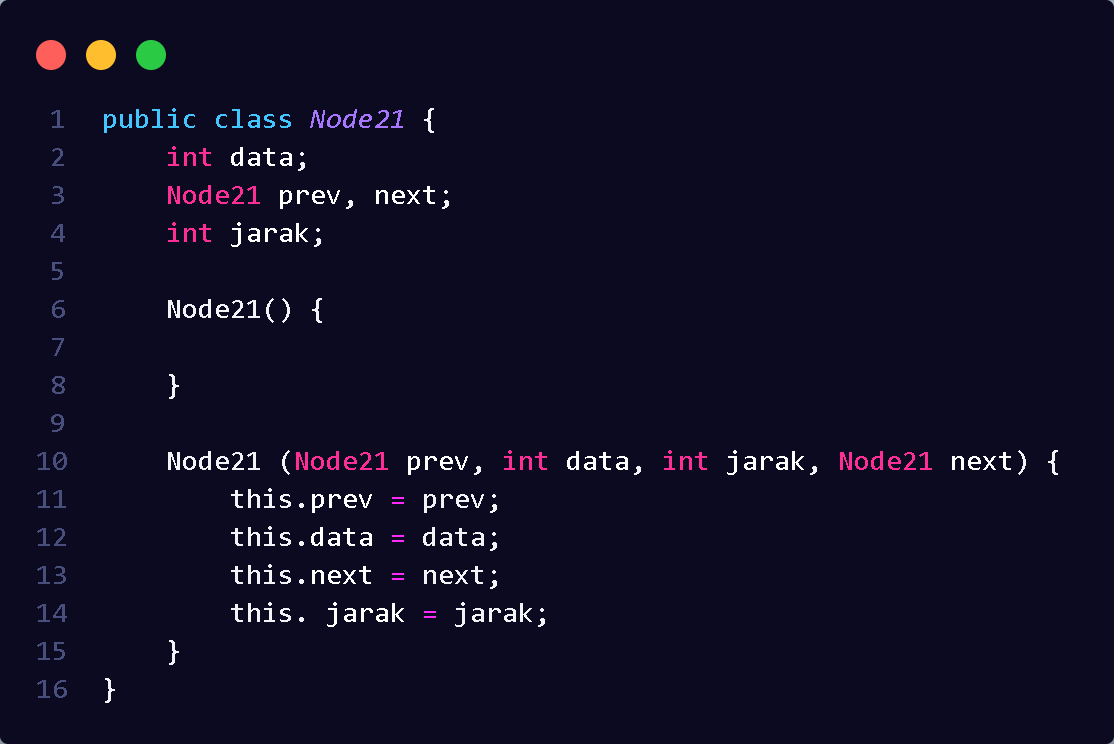 1 public class Node21 {
2     int data;
3     Node21 prev, next;
4     int jarak;
5
6     Node21() {
7
8     }
9
10     Node21 (Node21 prev, int data, int jarak, Node21 next) {
11         this.prev = prev;
12         this.data = data;
13         this.next = next;
14         this. jarak = jarak;
15     }
16 }